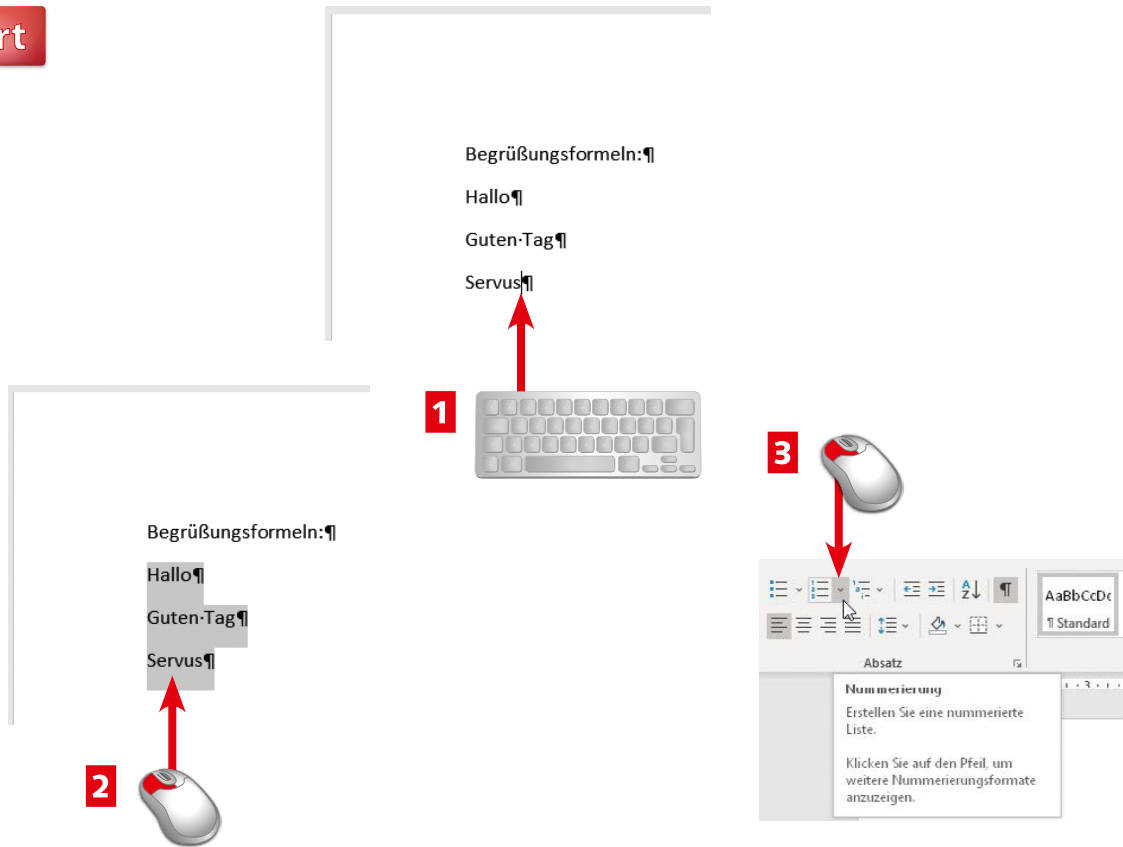 rt
Begrüßungsformeln:¶
Hallo¶
Guten·Tag¶
Servus¶
1
Begrüßungsformeln:¶
Hallo¶
Guten·Tag¶
Servus¶
2
3
AaBbCcDc
¶ Standard
Absatz
Nummerierung
Erstellen Sie eine nummerierte
Liste.
Klicken Sie auf den Pfeil, um
weitere Nummerierungsformate
anzuzeigen.
· 3 ·